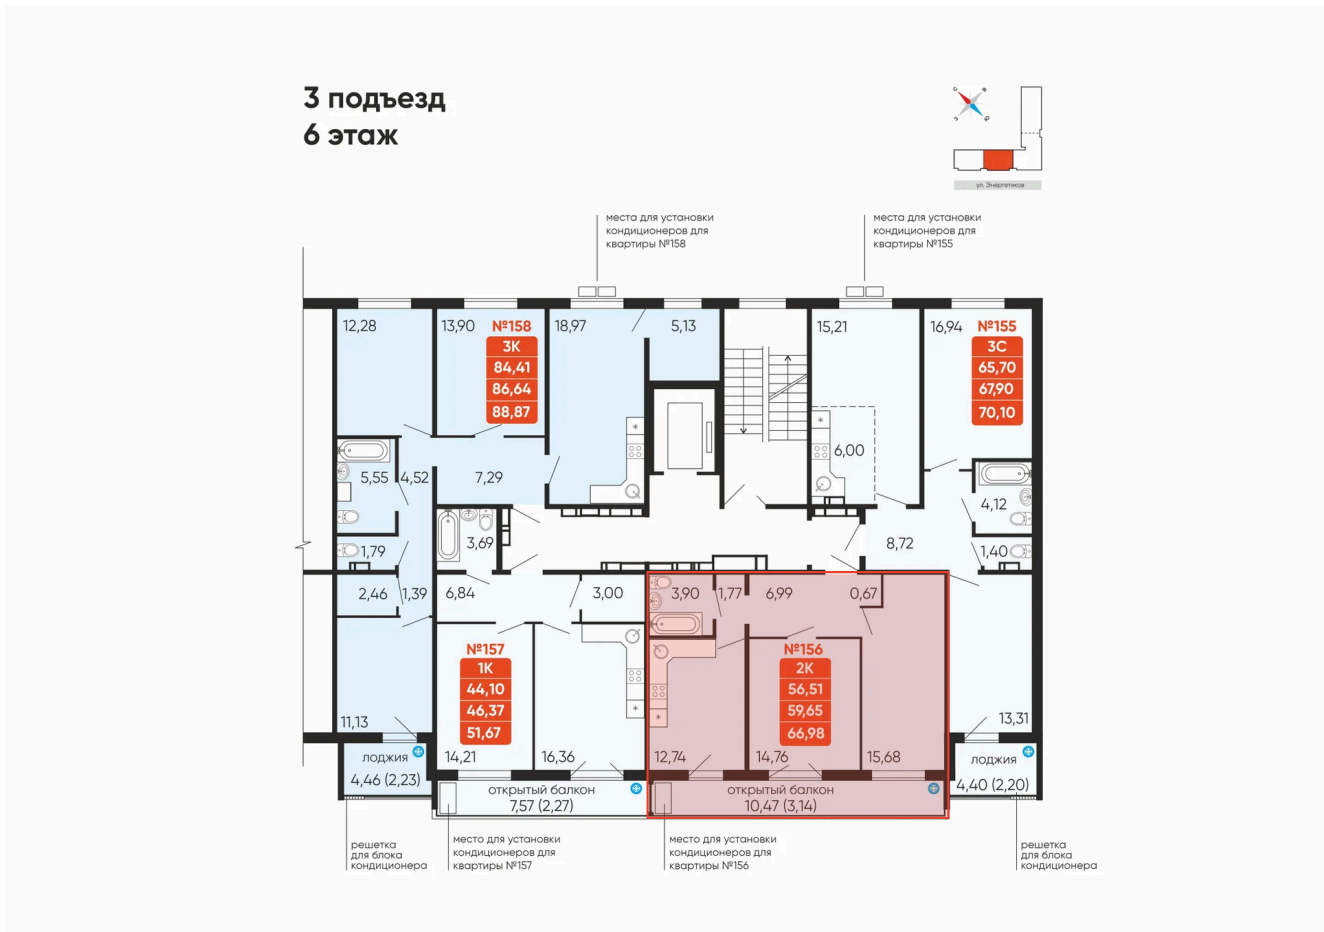 3 подъезд
6 этаж
С
В
З
Ю
ул. Энергетиков
места для установки
кондиционеров для
квартиры №158
места для установки
кондиционеров для
квартиры №155
12,28
13,90
№158
3К
84,41
86,64
88,87
18,97
5,13
15,21
16,94
№155
3С
65,70
67,90
70,10
6,00
5,55
4,52
7,29
4,12
3,69
1,79
8,72
1,40
2,46
1,39
6,84
3,00
3,90
1,77
6,99
0,67
№157
1К
44,10
46,37
51,67
№156
2К
56,51
59,65
66,98
11,13
14,21
16,36
12,74
14,76
15,68
13,31
лоджия
4,46 (2,23)
открытый балкон
7,57 (2,27)
открытый балкон
10,47 (3,14)
лоджия
4,40 (2,20)
решетка
для блока
кондиционера
место для установки
кондиционеров для
квартиры №157
место для установки
кондиционеров для
квартиры №156
решетка
для блока
кондиционера